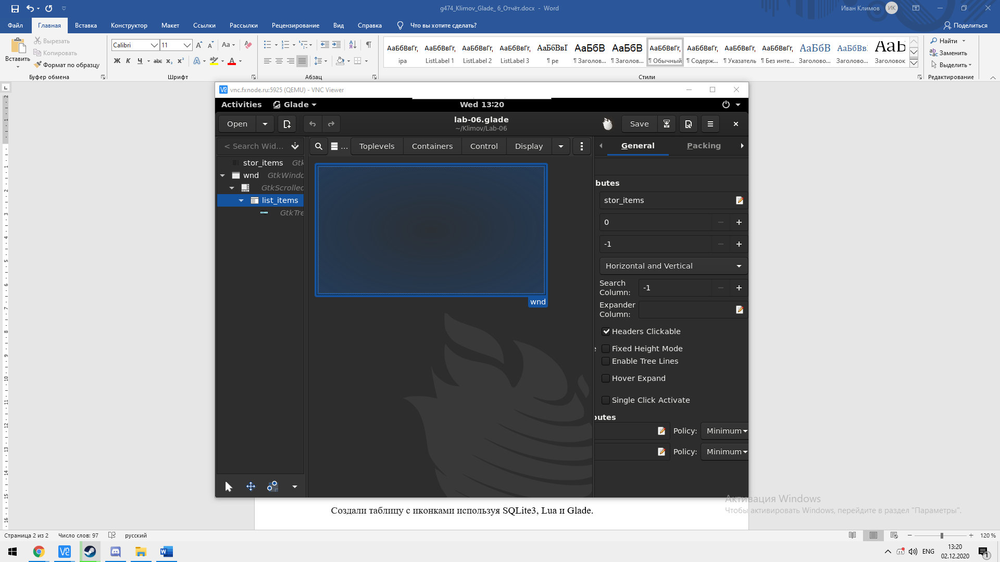 g474_Klimov_Glade_ 6_Отчёт.docx - Word
Иван Климов ИК
Файл Главная Вставка Конструктор Макет Ссылки Рассылки Рецензирование Вид Справка Что вы хотите сделать? Поделиться
Вставить
Вырезать
Копировать
Формат по образцу
Буфер обмена
Calibri 11
Шрифт
Абзац
АаБбВвГг, АаБбВвГг, АаБбВвГг, АаБбВвГг, АаБбВвГ АаБбВ АаБбВ АаБбВвГг, АаБбВвГг, АаБбВвГг, АаБбВвГг, АаБбВ АаБбВв. АаЬ
ipa ListLabel 1 ListLabel 2 ListLabel 3 ¶ ре ¶ Заголов... ¶ Заголов... ¶ Обычный ¶ Содерж... ¶ Указатель ¶ Без инте... Заголово... Заголово... Заголовок
Стили
Найти
Заменить
Выделить
Редактирование
vnc.fxnode.ru:5925 (QEMU) - VNC Viewer
Activities Glade Wed 13:20
Open lab-06.glade Save
~/Klimov/Lab-06
< Search Wid... ... Toplevels Containers Control Display General Packing
stor_items Gtk
wnd GtkWindo
GtkScrollec
list_items
GtkTre
wnd
butes
stor_items
0
-1
Horizontal and Vertical
Search Column: -1
Expander Column:
Headers Clickable
Fixed Height Mode
Enable Tree Lines
Hover Expand
Single Click Activate
butes
Policy: Minimum
Policy: Minimum
Создали таблицу с иконками используя SQLite3, Lua и Glade.
Активация Windows
Чтобы активировать Windows, перейдите в раздел "Параметры".
Страница 2 из 2 Число слов: 97 русский 120 %
ENG 13:20
02.12.2020 1